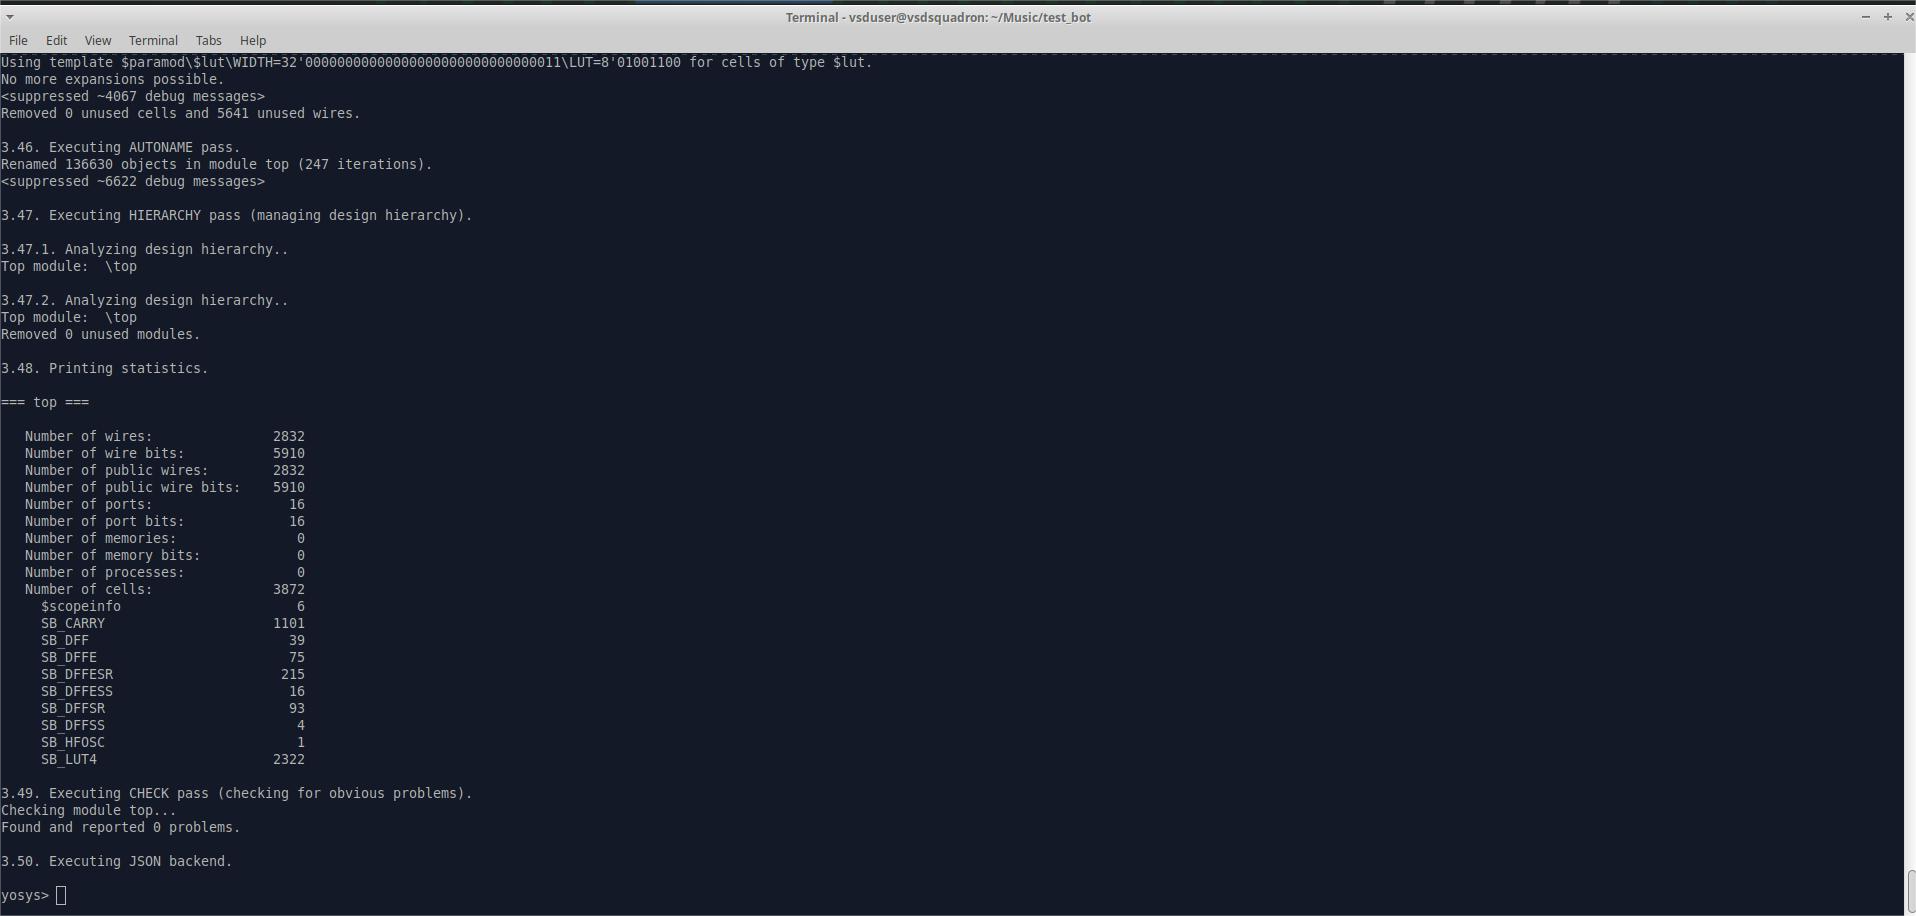 Terminal - vsduser@vsdsquadron: ~/Music/test_bot
File Edit View Terminal Tabs Help
Using template $paramod\$lut\WIDTH=32'00000000000000000000000000000011\LUT=8'01001100 for cells of type $lut.
No more expansions possible.
<suppressed ~4067 debug messages>
Removed 0 unused cells and 5641 unused wires.

3.46. Executing AUTONAME pass.
Renamed 136630 objects in module top (247 iterations).
<suppressed ~6622 debug messages>

3.47. Executing HIERARCHY pass (managing design hierarchy).

3.47.1. Analyzing design hierarchy..
Top module:  \top

3.47.2. Analyzing design hierarchy..
Top module:  \top
Removed 0 unused modules.

3.48. Printing statistics.

=== top ===

   Number of wires:               2832
   Number of wire bits:           5910
   Number of public wires:        2832
   Number of public wire bits:    5910
   Number of ports:                 16
   Number of port bits:             16
   Number of memories:               0
   Number of memory bits:            0
   Number of processes:              0
   Number of cells:               3872
     $scopeinfo                      6
     SB_CARRY                     1101
     SB_DFF                         39
     SB_DFFE                        75
     SB_DFFESR                     215
     SB_DFFESS                      16
     SB_DFFSR                       93
     SB_DFFSS                        4
     SB_HFOSC                        1
     SB_LUT4                      2322

3.49. Executing CHECK pass (checking for obvious problems).
Checking module top...
Found and reported 0 problems.

3.50. Executing JSON backend.

yosys>